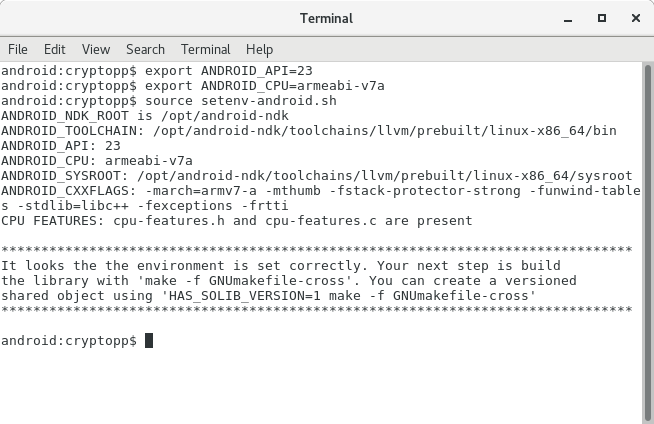 Terminal
File Edit View Search Terminal Help
android:cryptopp$ export ANDROID_API=23
android:cryptopp$ export ANDROID_CPU=armeabi-v7a
android:cryptopp$ source setenv-android.sh
ANDROID_NDK_ROOT is /opt/android-ndk
ANDROID_TOOLCHAIN: /opt/android-ndk/toolchains/llvm/prebuilt/linux-x86_64/bin
ANDROID_API: 23
ANDROID_CPU: armeabi-v7a
ANDROID_SYSROOT: /opt/android-ndk/toolchains/llvm/prebuilt/linux-x86_64/sysroot
ANDROID_CXXFLAGS: -march=armv7-a -mthumb -fstack-protector-strong -funwind-table
s -stdlib=libc++ -fexceptions -frtti
CPU FEATURES: cpu-features.h and cpu-features.c are present
*******************************************************************************
It looks the the environment is set correctly. Your next step is build
the library with 'make -f GNUmakefile-cross'. You can create a versioned
shared object using 'HAS_SOLIB_VERSION=1 make -f GNUmakefile-cross'
*******************************************************************************
android:cryptopp$